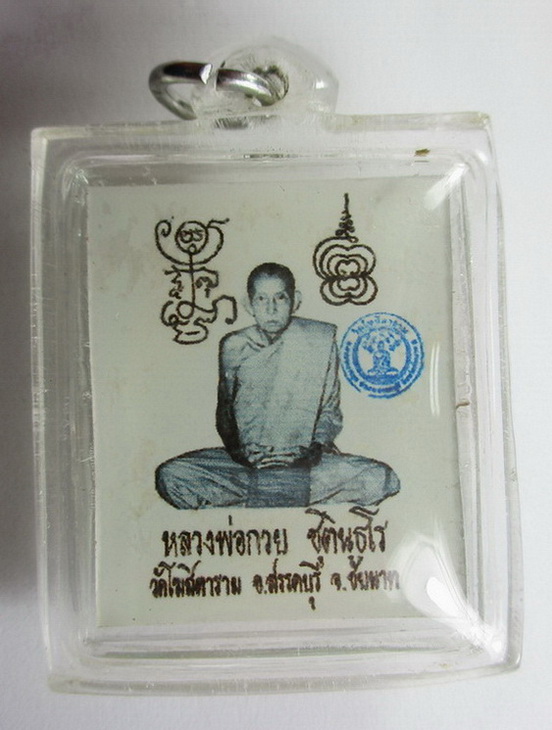 หลวงพ่อกวย ชุตินฺธโร
วัดโฆสิตาราม อ.สรรคบุรี จ.ชัยนาท